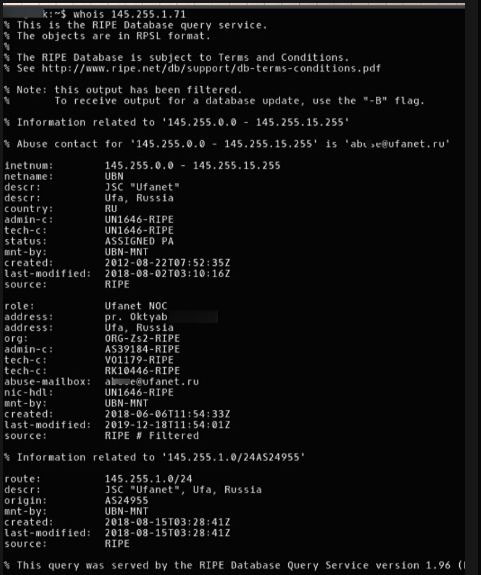 k:~$ whois 145.255.1.71
% This is the RIPE Database query service.
% The objects are in RPSL format.
%
% The RIPE Database is subject to Terms and Conditions.
% See http://www.ripe.net/db/support/db-terms-conditions.pdf
% Note: this output has been filtered.
%       To receive output for a database update, use the "-B" flag.
% Information related to '145.255.0.0 - 145.255.15.255'
% Abuse contact for '145.255.0.0 - 145.255.15.255' is 'abuse@ufanet.ru'
inetnum:        145.255.0.0 - 145.255.15.255
netname:        UBN
descr:          JSC "Ufanet"
descr:          Ufa, Russia
country:        RU
admin-c:        UN1646-RIPE
tech-c:         UN1646-RIPE
status:         ASSIGNED PA
mnt-by:         UBN-MNT
created:        2012-08-22T07:52:35Z
last-modified:  2018-08-02T03:10:16Z
source:         RIPE
role:           Ufanet NOC
address:        pr. Oktyab
address:        Ufa, Russia
org:            ORG-Zs2-RIPE
admin-c:        AS39184-RIPE
tech-c:         VO1179-RIPE
tech-c:         RK10446-RIPE
abuse-mailbox:  abuse@ufanet.ru
nic-hdl:        UN1646-RIPE
mnt-by:         UBN-MNT
created:        2018-06-06T11:54:33Z
last-modified:  2019-12-18T11:54:01Z
source:         RIPE # Filtered
% Information related to '145.255.1.0/24AS24955'
route:          145.255.1.0/24
descr:          JSC "Ufanet", Ufa, Russia
origin:         AS24955
mnt-by:         UBN-MNT
created:        2018-08-15T03:28:41Z
last-modified:  2018-08-15T03:28:41Z
source:         RIPE
% This query was served by the RIPE Database Query Service version 1.96 (